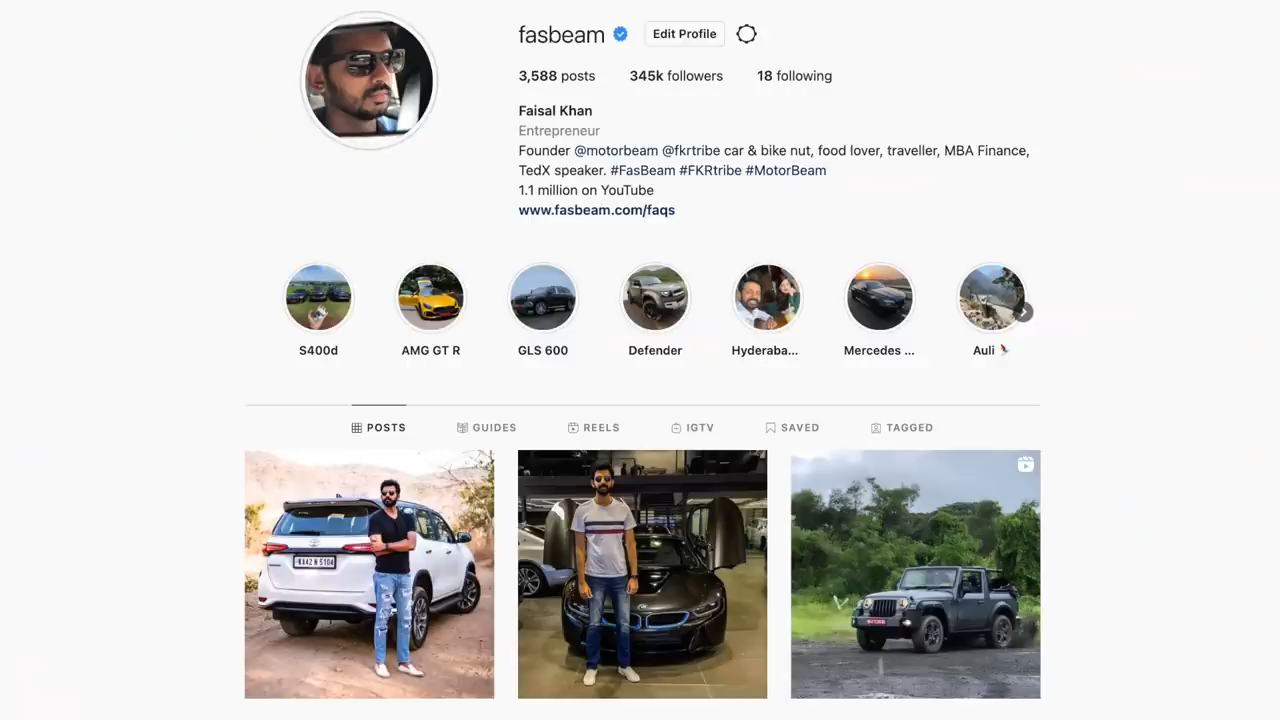 fasbeam Edit Profile
3,588 posts 345k followers 18 following
Faisal Khan
Entrepreneur
Founder @motorbeam @fkrtribe car & bike nut, food lover, traveller, MBA Finance,
TedX speaker. #FasBeam #FKRtribe #MotorBeam
1.1 million on YouTube
www.fasbeam.com/faqs
S400d AMG GT R GLS 600 Defender Hyderaba... Mercedes ... Auli
POSTS GUIDES REELS IGTV SAVED TAGGED
KA42 N 5104